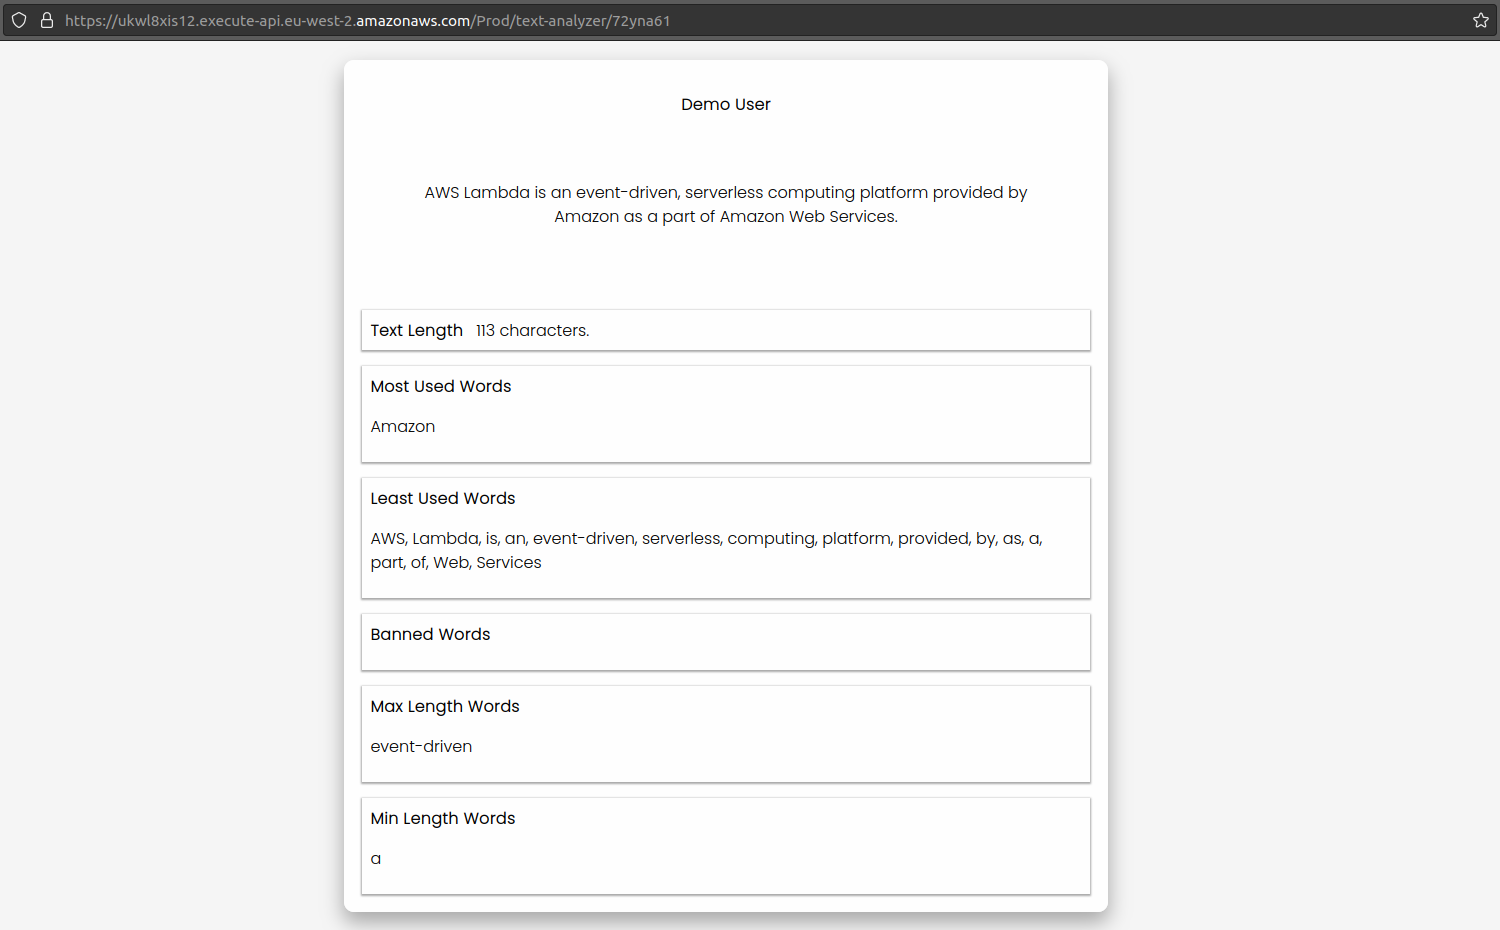 https://ukwl8xis12.execute-api.eu-west-2.amazonaws.com/Prod/text-analyzer/72yna61
Demo User
AWS Lambda is an event-driven, serverless computing platform provided by
Amazon as a part of Amazon Web Services.
Text Length 113 characters.
Most Used Words
Amazon
Least Used Words
AWS, Lambda, is, an, event-driven, serverless, computing, platform, provided, by, as, a,
part, of, Web, Services
Banned Words
Max Length Words
event-driven
Min Length Words
a